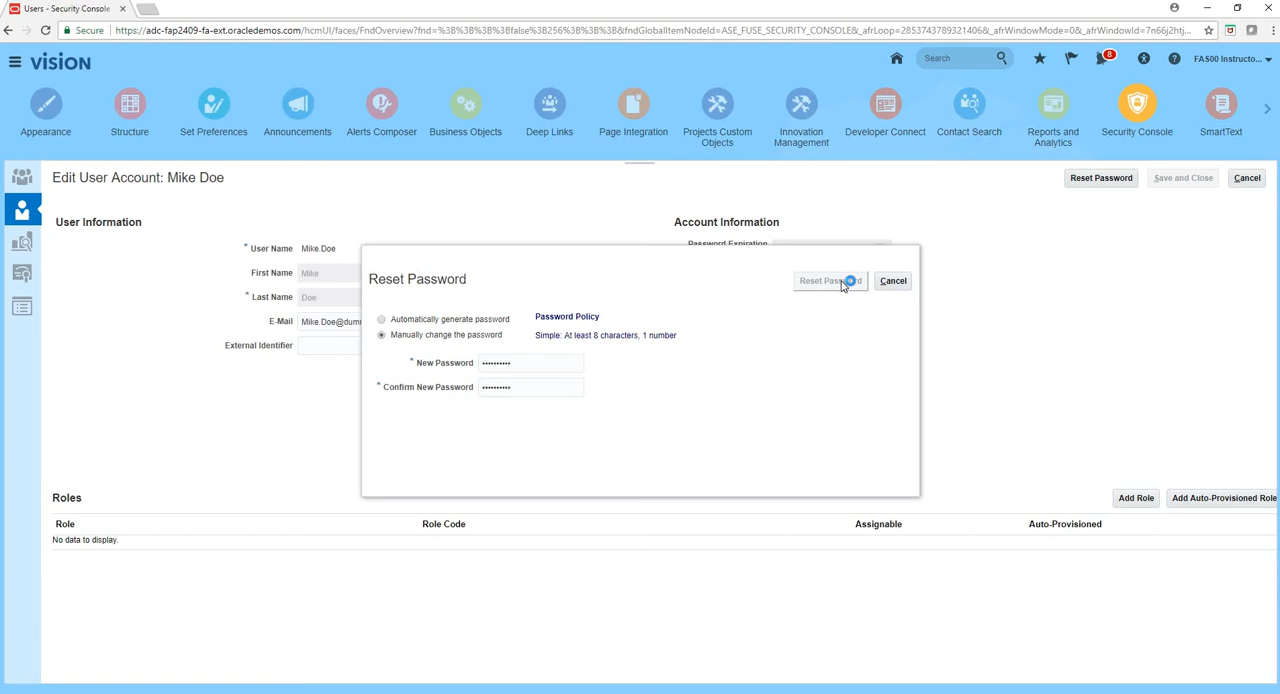 Users - Security Console
Secure
https://adc-fap2409-fa-ext.oracledemos.com/hcmUI/faces/FndOverview?fnd=%3B%3B%3B%3Bfalse%3B256%3B%3B%3B&fndGlobalItemNodeId=ASE_FUSE_SECURITY_CONSOLE&_afrLoop=28537437893214066&_afrWindowMode=0&_afrWindowId=7n66j2htj...
VISION
Search
8
FAS00 Instructo...
Appearance
Structure
Set Preferences
Announcements
Alerts Composer
Business Objects
Deep Links
Page Integration
Projects Custom
Objects
Innovation
Management
Developer Connect
Contact Search
Reports and
Analytics
Security Console
SmartText
Edit User Account: Mike Doe
Reset Password
Save and Close
Cancel
User Information
Account Information
* User Name Mike.Doe
Password Expiration
First Name Mike
* Last Name Doe
E-Mail Mike.Doe@dum
External Identifier
Reset Password
Reset Password
Cancel
Automatically generate password
Password Policy
Manually change the password
Simple: At least 8 characters, 1 number
* New Password ••••••••••
* Confirm New Password ••••••••••
Roles
Add Role
Add Auto-Provisioned Role
Role
Role Code
Assignable
Auto-Provisioned
No data to display.